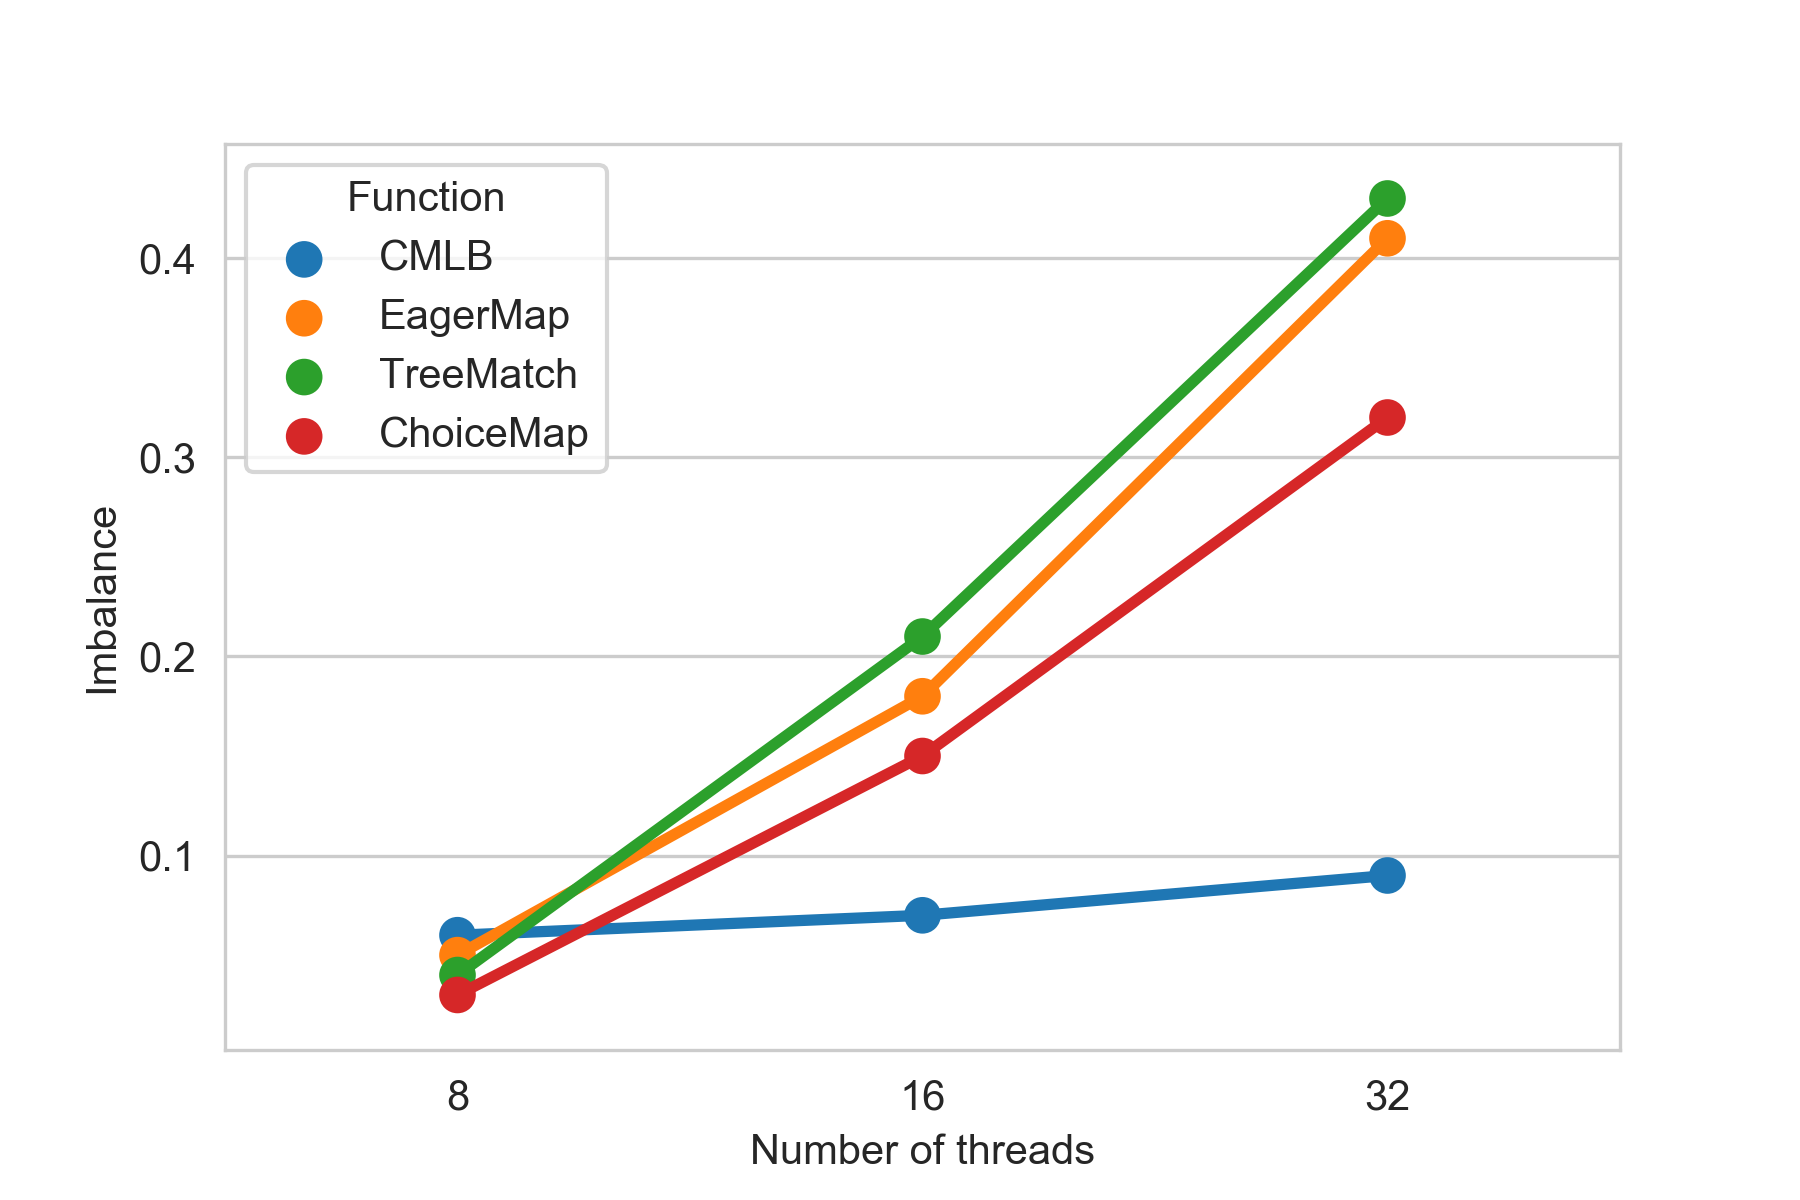 Function
CMLB
EagerMap
TreeMatch
ChoiceMap
Imbalance
0.4
0.3
0.2
0.1
8 16 32
Number of threads